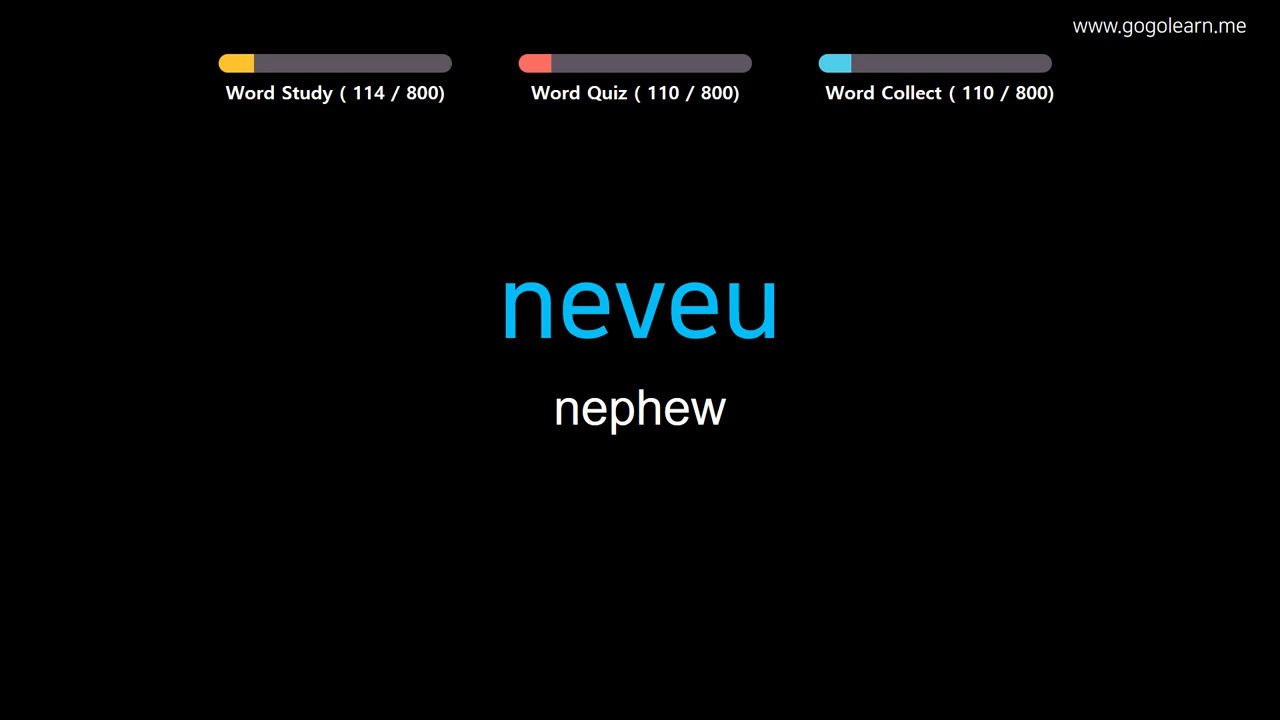 www.gogolearn.me
Word Study ( 114 / 800)
Word Quiz ( 110 / 800)
Word Collect ( 110 / 800)
neveu
nephew